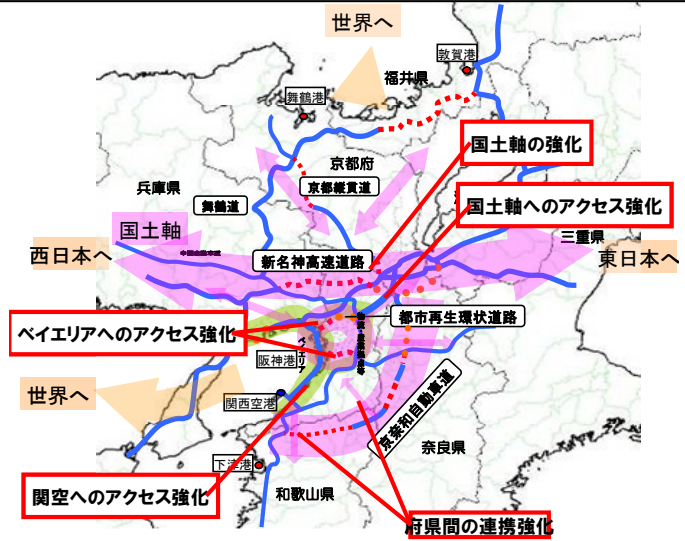 世界へ
敦賀港
福井県
舞鶴港
国土軸の強化
京都府
兵庫県
京都縦貫道
国土軸へのアクセス強化
舞鶴道
国土軸
三重県
西日本へ
新名神高速道路
東日本へ
都市再生環状道路
ベイエリアへのアクセス強化
ベイエリア
阪神港
世界へ
関西空港
京奈和自動車道
奈良県
下津港
関空へのアクセス強化
和歌山県
府県間の連携強化